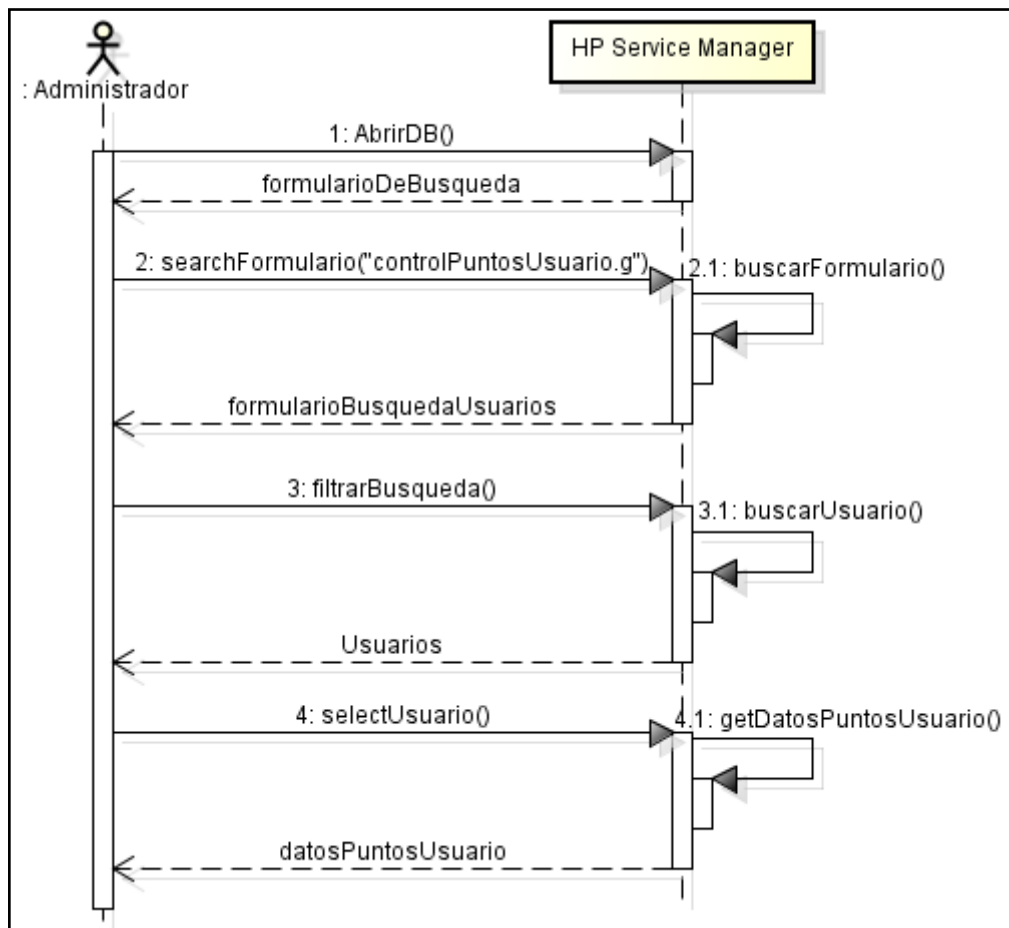 HP Service Manager
: Administrador
1: AbrirDB()
formularioDeBusqueda
2: searchFormulario("controlPuntosUsuario.g")
2.1: buscarFormulario()
formularioBusquedaUsuarios
3: filtrarBusqueda()
3.1: buscarUsuario()
Usuarios
4: selectUsuario()
4.1: getDatosPuntosUsuario()
datosPuntosUsuario